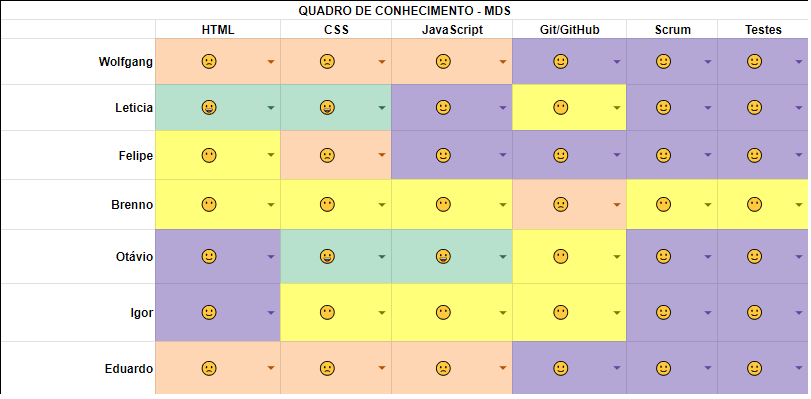 QUADRO DE CONHECIMENTO - MDS
HTML CSS JavaScript Git/GitHub Scrum Testes
Wolfgang
Leticia
Felipe
Brenno
Otávio
Igor
Eduardo